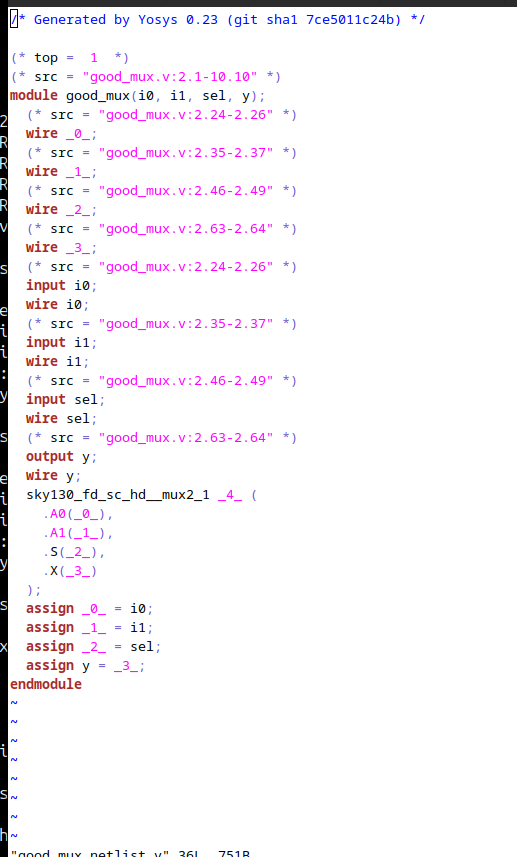 /* Generated by Yosys 0.23 (git sha1 7ce5011c24b) */
(* top =  1  *)
(* src = "good_mux.v:2.1-10.10" *)
module good_mux(i0, i1, sel, y);
  (* src = "good_mux.v:2.24-2.26" *)
  wire _0_;
  (* src = "good_mux.v:2.35-2.37" *)
  wire _1_;
  (* src = "good_mux.v:2.46-2.49" *)
  wire _2_;
  (* src = "good_mux.v:2.63-2.64" *)
  wire _3_;
  (* src = "good_mux.v:2.24-2.26" *)
  input i0;
  wire i0;
  (* src = "good_mux.v:2.35-2.37" *)
  input i1;
  wire i1;
  (* src = "good_mux.v:2.46-2.49" *)
  input sel;
  wire sel;
  (* src = "good_mux.v:2.63-2.64" *)
  output y;
  wire y;
  sky130_fd_sc_hd__mux2_1 _4_ (
    .A0(_0_),
    .A1(_1_),
    .S(_2_),
    .X(_3_)
  );
  assign _0_ = i0;
  assign _1_ = i1;
  assign _2_ = sel;
  assign y = _3_;
endmodule
~
~
~
~
~
~
~
~
"good_mux_netlist.v" 36L, 751B